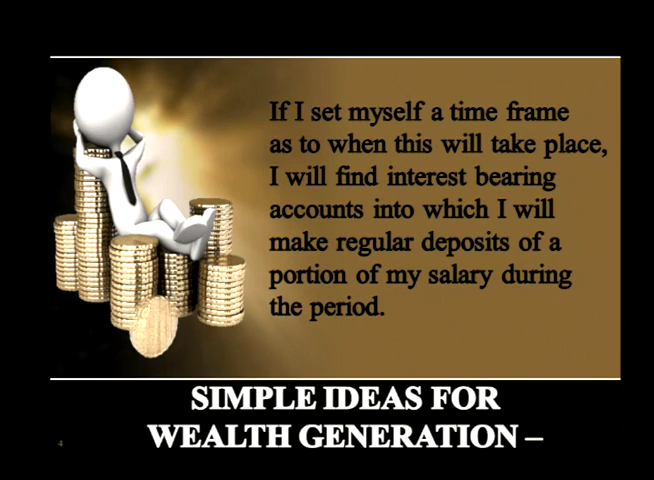 If I set myself a time frame
as to when this will take place,
I will find interest bearing
accounts into which I will
make regular deposits of a
portion of my salary during
the period.
SIMPLE IDEAS FOR
WEALTH GENERATION –
4